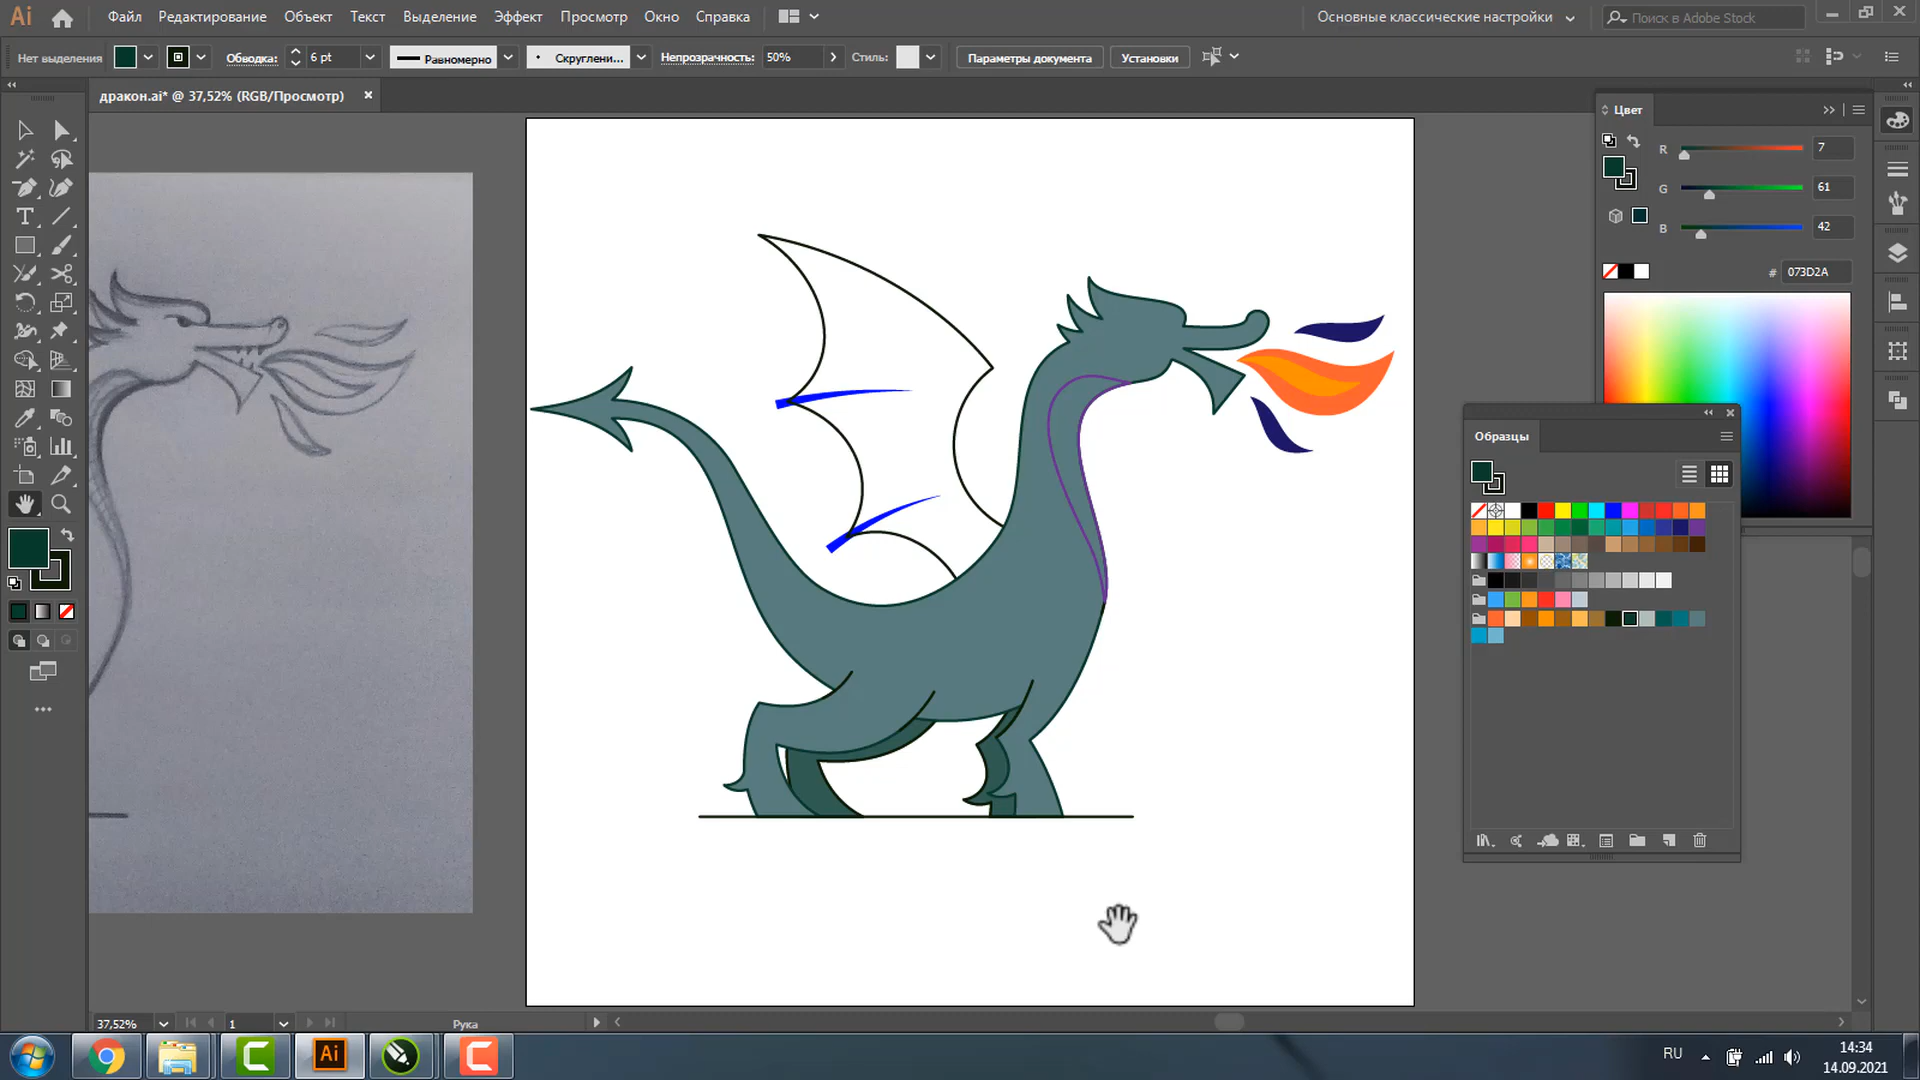 Ai Файл Редактирование Объект Текст Выделение Эффект Просмотр Окно Справка Основные классические настройки Поиск в Adobe Stock
Нет выделения Обводка: 6 pt Равномерно Скруглени... Непрозрачность: 50% Стиль: Параметры документа Установки
дракон.ai* @ 37,52% (RGB/Просмотр)
Цвет
R 7
G 61
B 42
# 073D2A
Образцы
37,52% 1 Рука
Ai RU 14:34
14.09.2021